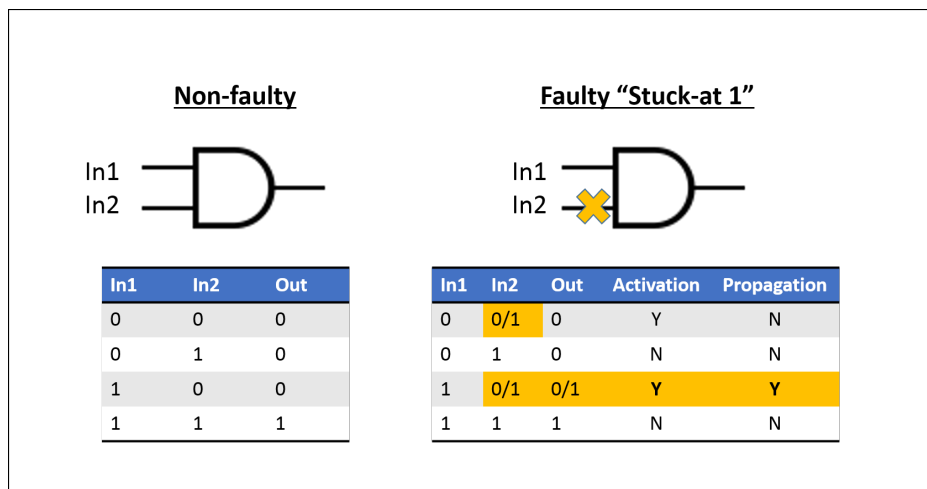 Non-faulty
In1
In2
In1 In2 Out
0 0 0
0 1 0
1 0 0
1 1 1
Faulty “Stuck-at 1”
In1
In2
In1 In2 Out Activation Propagation
0 0/1 0 Y N
0 1 0 N N
1 0/1 0/1 Y Y
1 1 1 N N